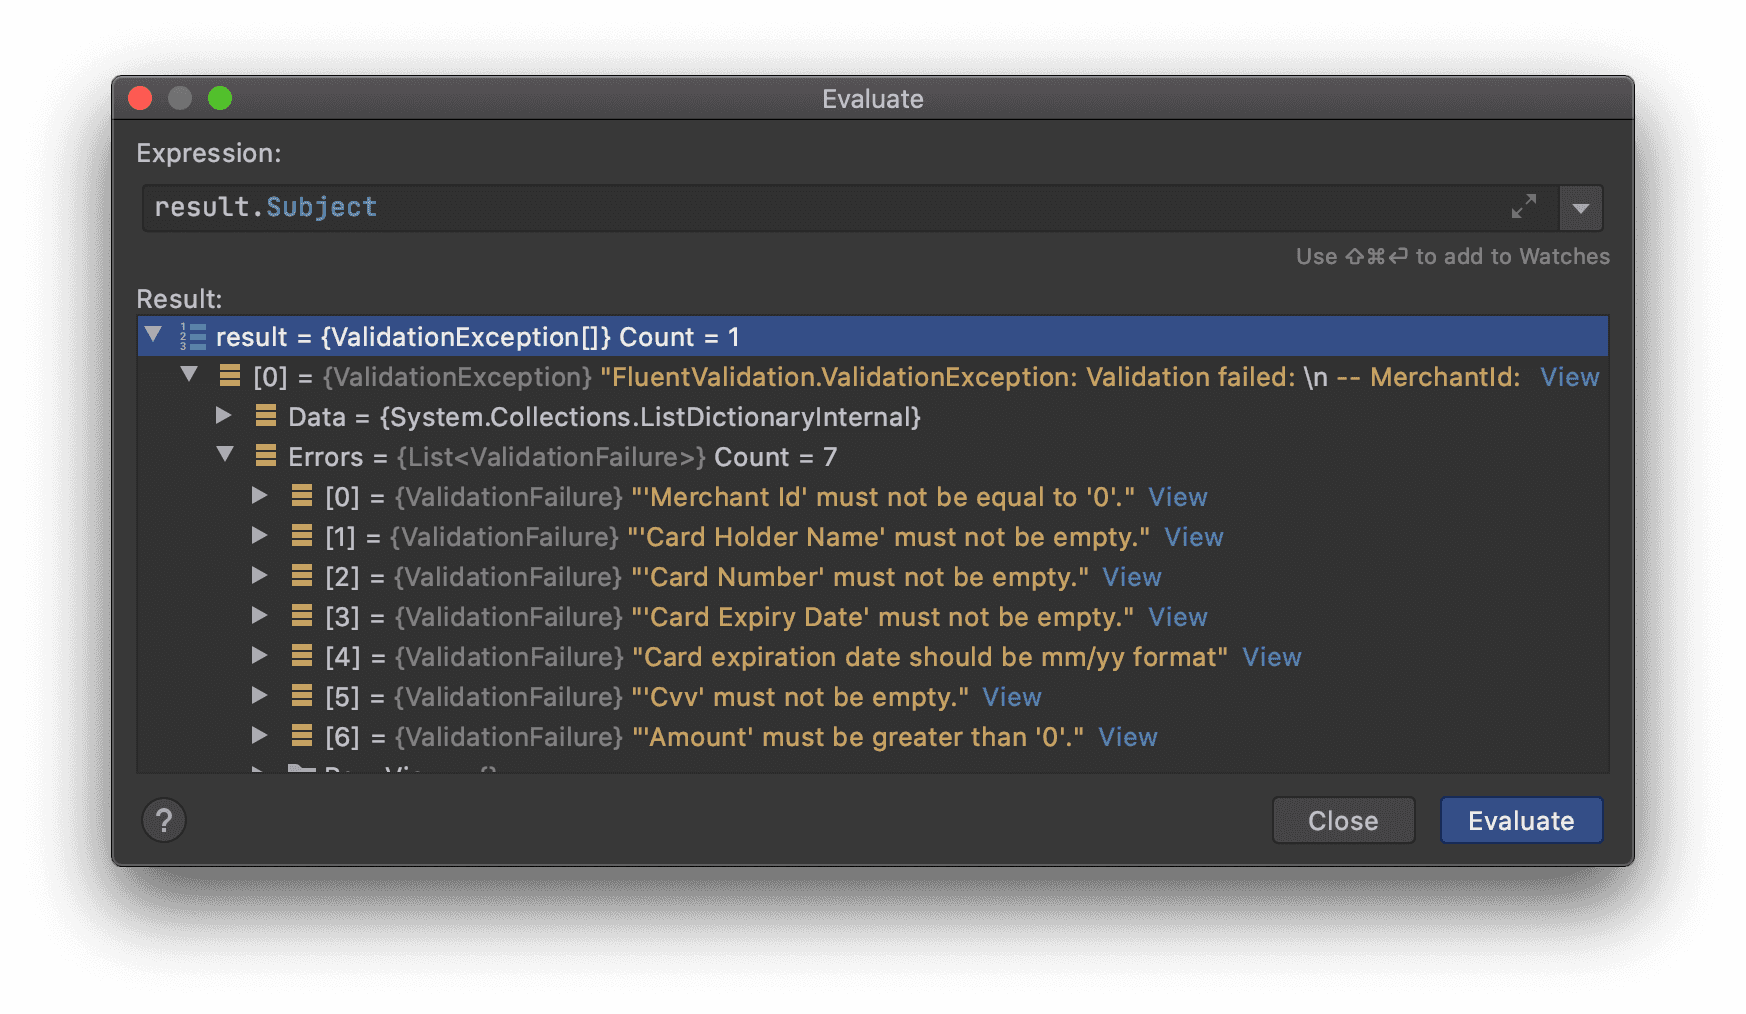 Evaluate
Expression:
result.Subject
Use ⇧⌘⏎ to add to Watches
Result:
result = {ValidationException[]} Count = 1
[0] = {ValidationException} "FluentValidation.ValidationException: Validation failed: \n -- MerchantId: View
Data = {System.Collections.ListDictionaryInternal}
Errors = {List<ValidationFailure>} Count = 7
[0] = {ValidationFailure} "'Merchant Id' must not be equal to '0'." View
[1] = {ValidationFailure} "'Card Holder Name' must not be empty." View
[2] = {ValidationFailure} "'Card Number' must not be empty." View
[3] = {ValidationFailure} "'Card Expiry Date' must not be empty." View
[4] = {ValidationFailure} "Card expiration date should be mm/yy format" View
[5] = {ValidationFailure} "'Cvv' must not be empty." View
[6] = {ValidationFailure} "'Amount' must be greater than '0'." View
? Close Evaluate